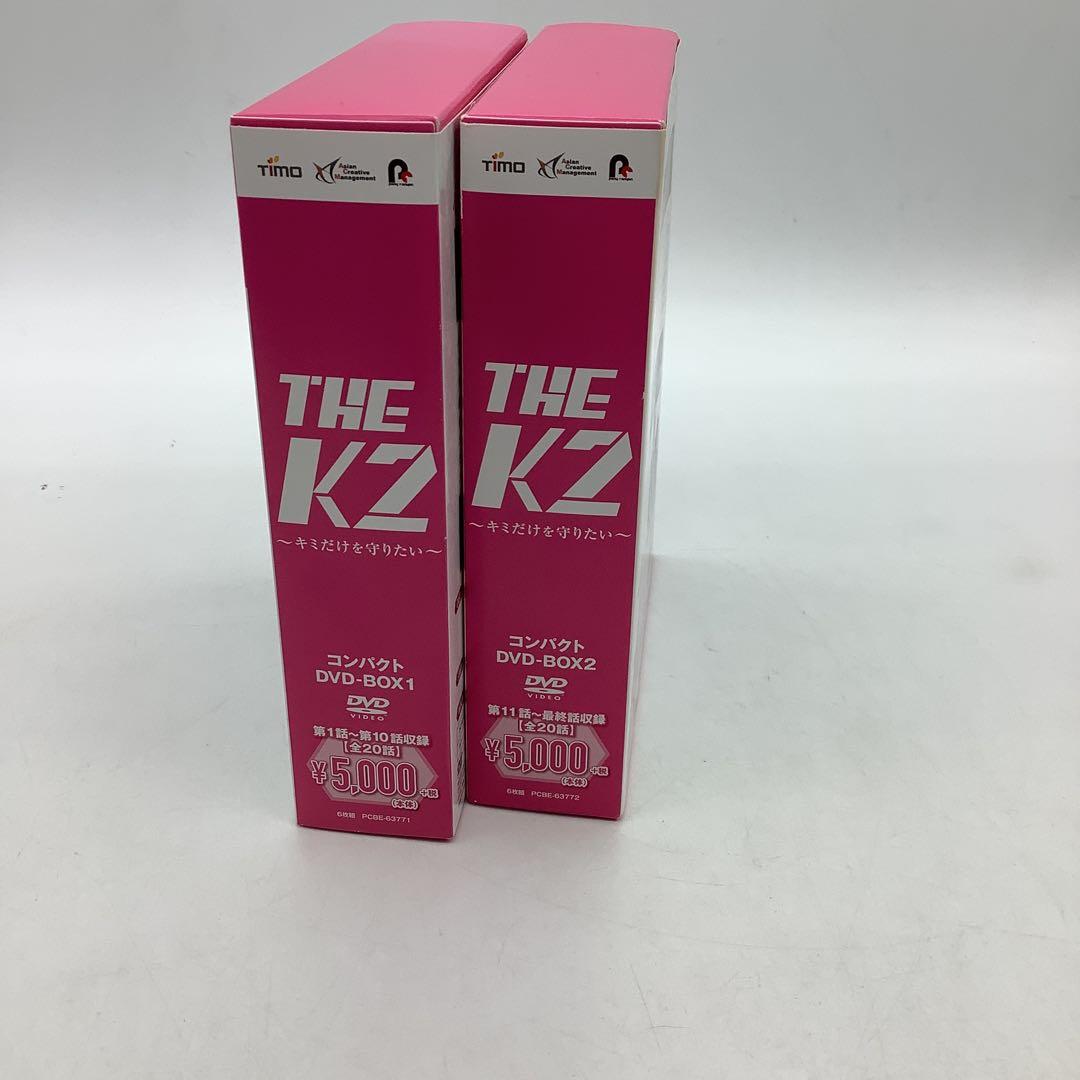 TiMO
Asian
Creative
Management
THE
K2
～キミだけを守りたい～
コンパクト
DVD-BOX1
DVD
VIDEO
第1話～第10話収録
【全20話】
¥5,000 +税
(本体)
6枚組 PCBE-63771
TiMO
Asian
Creative
Management
THE
K2
～キミだけを守りたい～
コンパクト
DVD-BOX2
DVD
VIDEO
第11話～最終話収録
【全20話】
¥5,000 +税
(本体)
6枚組 PCBE-63772